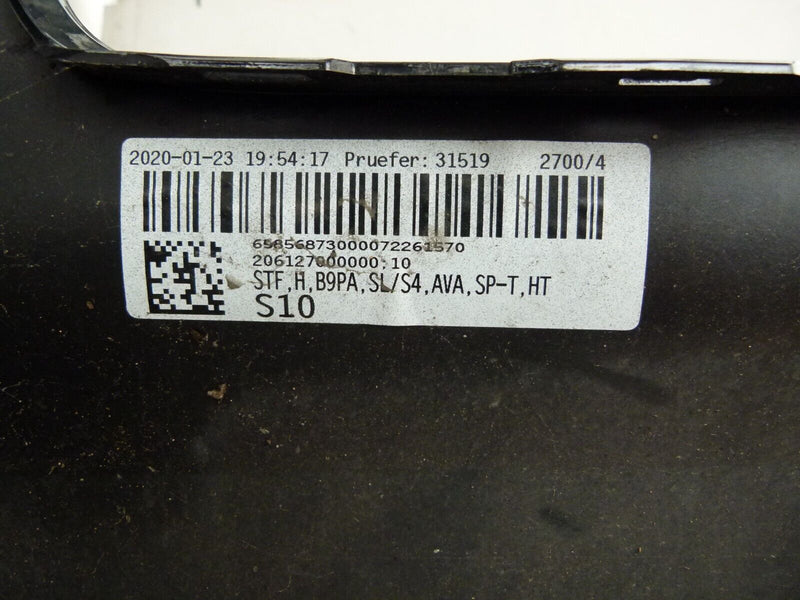 2020-01-23 19:54:17 Pruefer: 31519 2700/4
65856873000072261570
206127000000:10
STF,H,B9PA,SL/S4,AVA,SP-T,HT
S10